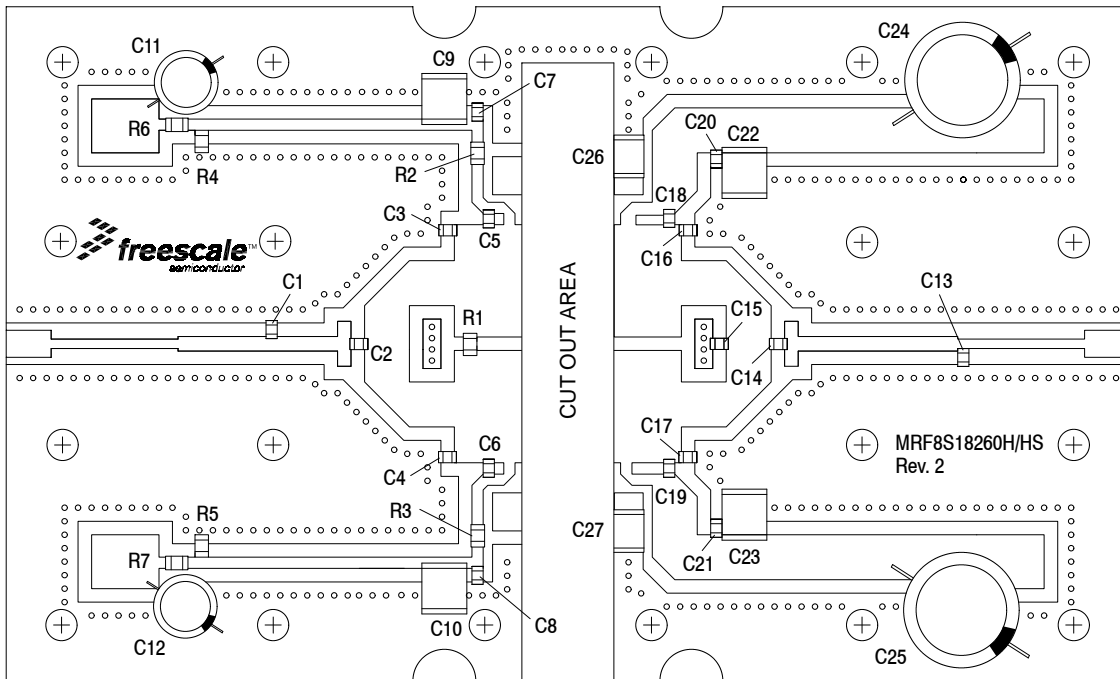 C11
C9
C7
C24
R6
R4
R2
C26
C20
C22
C3
C5
C18
C16
freescale™
semiconductor
C1
C2
R1
CUT OUT AREA
C15
C14
C13
C6
C4
C17
C19
MRF8S18260H/HS
Rev. 2
R5
R3
R7
C27
C21
C23
C12
C10
C8
C25